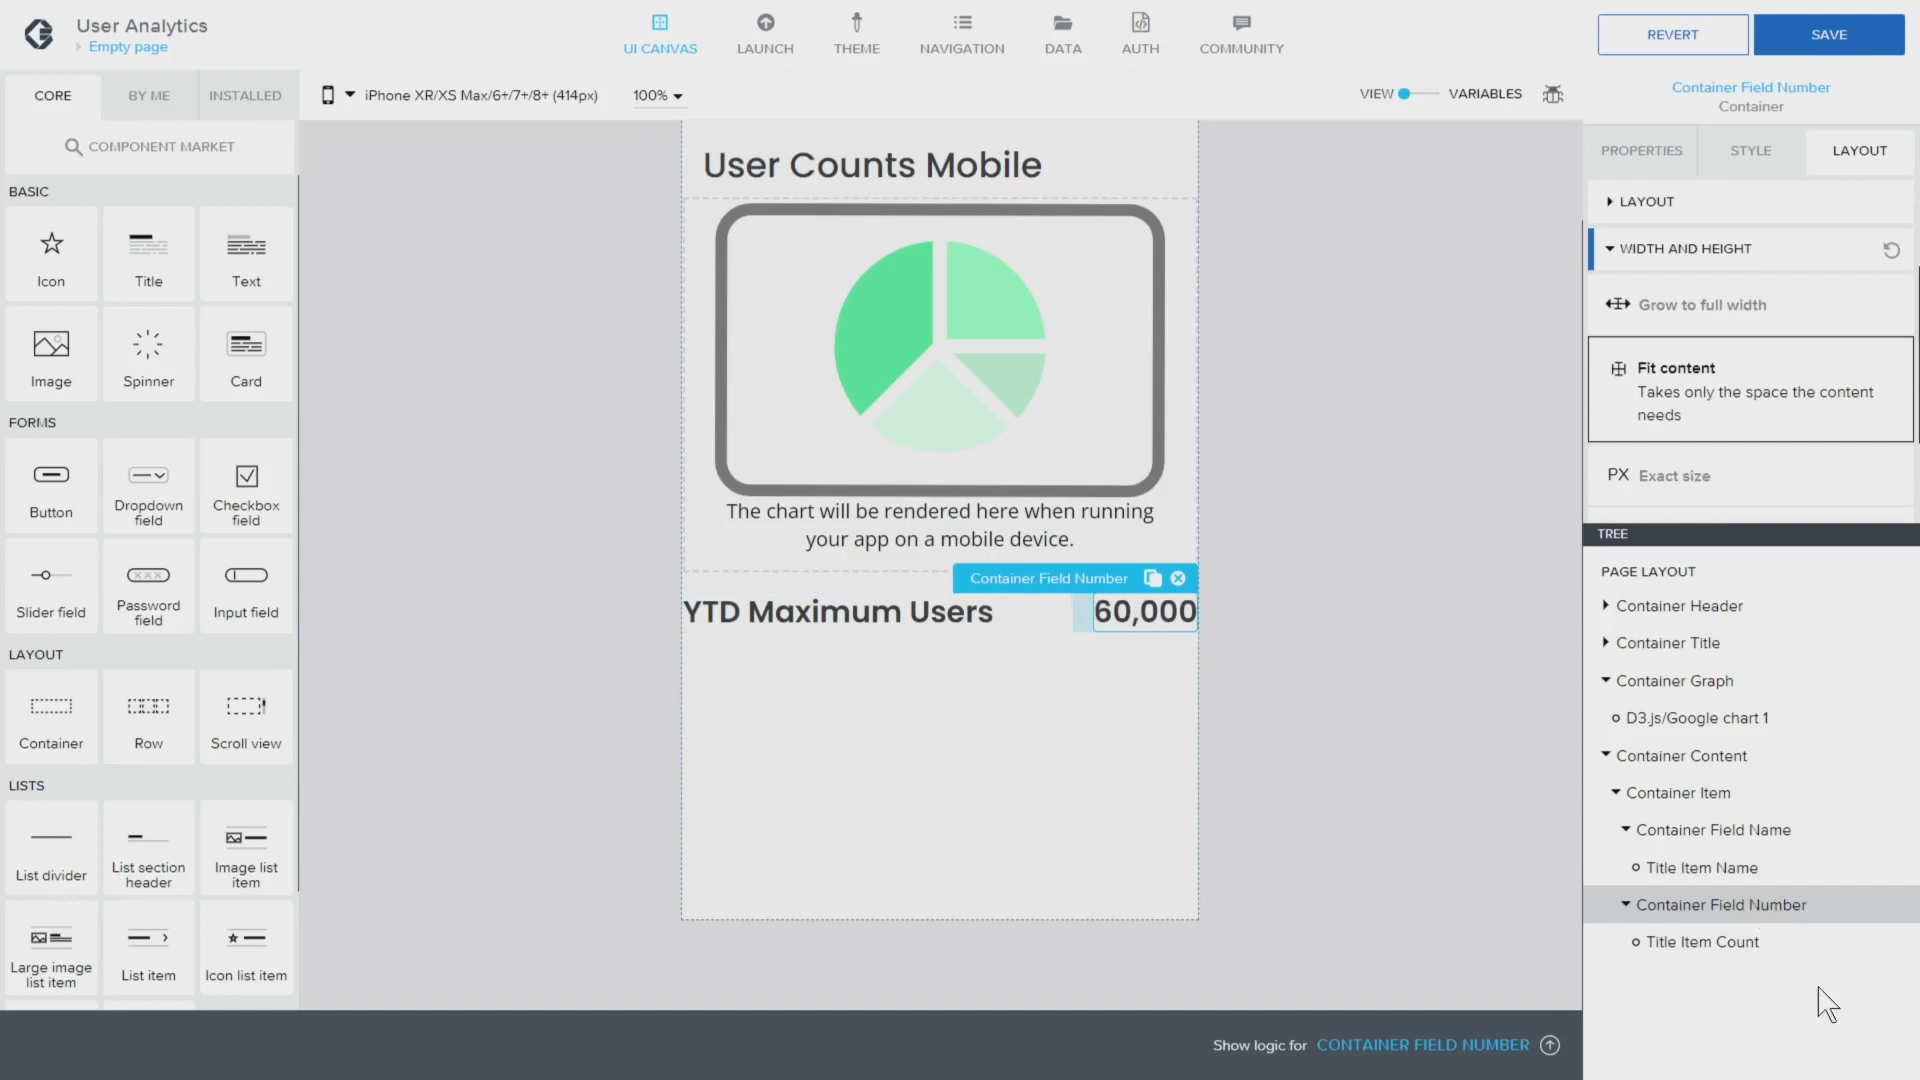 User Analytics
Empty page
UI CANVAS
LAUNCH
THEME
NAVIGATION
DATA
AUTH
COMMUNITY
REVERT
SAVE
CORE
BY ME
INSTALLED
iPhone XR/XS Max/6+/7+/8+ (414px)
100%
VIEW
VARIABLES
Container Field Number
Container
COMPONENT MARKET
PROPERTIES
STYLE
LAYOUT
BASIC
Icon
Title
Text
Image
Spinner
Card
FORMS
Button
Dropdown
field
Checkbox
field
Slider field
Password
field
Input field
LAYOUT
Container
Row
Scroll view
LISTS
List divider
List section
header
Image list
item
Large image
list item
List item
Icon list item
User Counts Mobile
The chart will be rendered here when running
your app on a mobile device.
Container Field Number
YTD Maximum Users
60,000
LAYOUT
WIDTH AND HEIGHT
Grow to full width
Fit content
Takes only the space the content
needs
PX Exact size
TREE
PAGE LAYOUT
Container Header
Container Title
Container Graph
D3.js/Google chart 1
Container Content
Container Item
Container Field Name
Title Item Name
Container Field Number
Title Item Count
Show logic for CONTAINER FIELD NUMBER